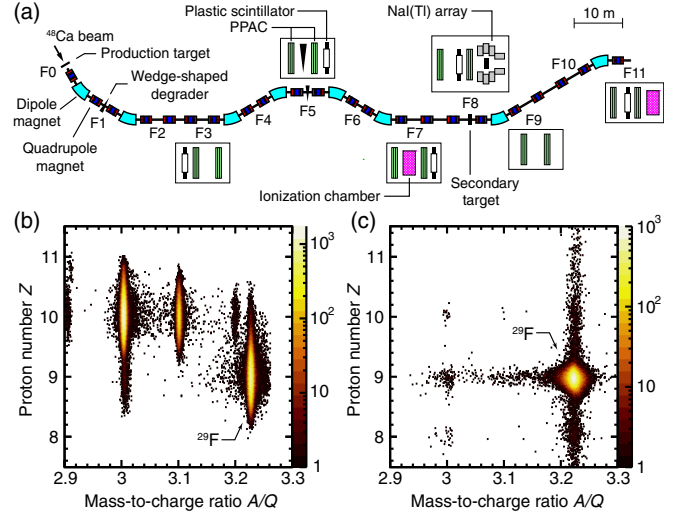 (a)
Plastic scintillator
PPAC
NaI(Tl) array
10 m
⁴⁸Ca beam
Production target
F0
Wedge-shaped
degrader
F10
F11
Dipole
magnet
F1
F2
F3
F4
F5
F6
F7
F8
F9
Quadrupole
magnet
Ionization chamber
Secondary
target
(b)
Proton number Z
11
10
9
8
²⁹F
2.9
3
3.1
3.2
3.3
Mass-to-charge ratio A/Q
10³
10²
10
1
(c)
Proton number Z
11
10
9
8
²⁹F
2.9
3
3.1
3.2
3.3
Mass-to-charge ratio A/Q
10³
10²
10
1